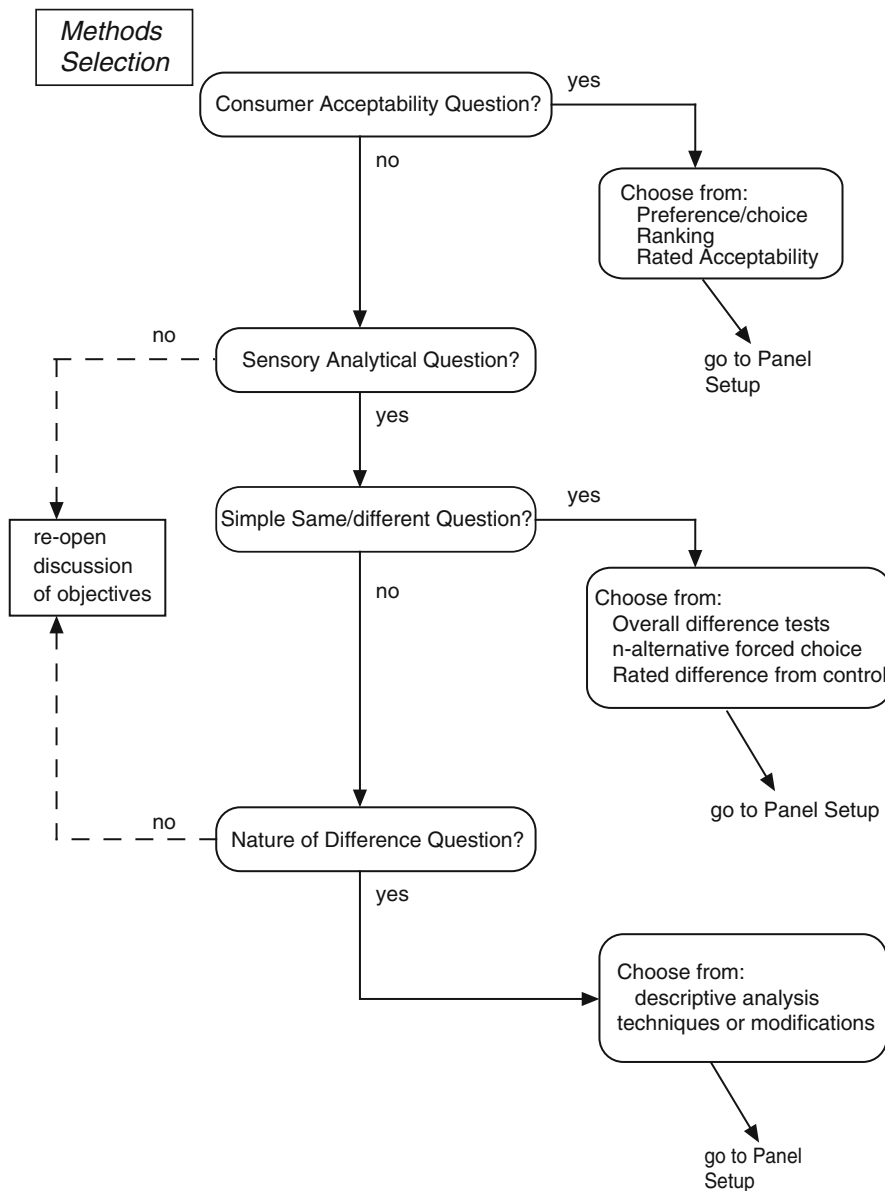 Methods
Selection
Consumer Acceptability Question?
yes
no
Choose from:
Preference/choice
Ranking
Rated Acceptability
go to Panel
Setup
no
Sensory Analytical Question?
yes
Simple Same/different Question?
yes
re-open
discussion
of objectives
no
Choose from:
Overall difference tests
n-alternative forced choice
Rated difference from control
go to Panel Setup
no
Nature of Difference Question?
yes
Choose from:
descriptive analysis
techniques or modifications
go to Panel
Setup